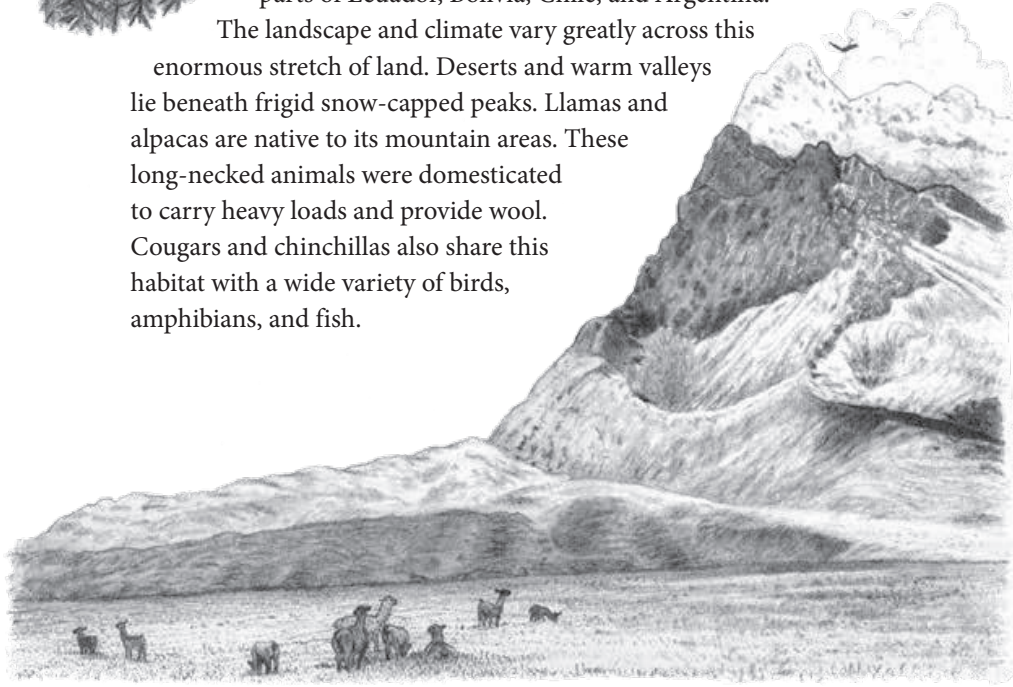 parts of Ecuador, Bolivia, Chile, and Argentina.
The landscape and climate vary greatly across this
enormous stretch of land. Deserts and warm valleys
lie beneath frigid snow-capped peaks. Llamas and
alpacas are native to its mountain areas. These
long-necked animals were domesticated
to carry heavy loads and provide wool.
Cougars and chinchillas also share this
habitat with a wide variety of birds,
amphibians, and fish.